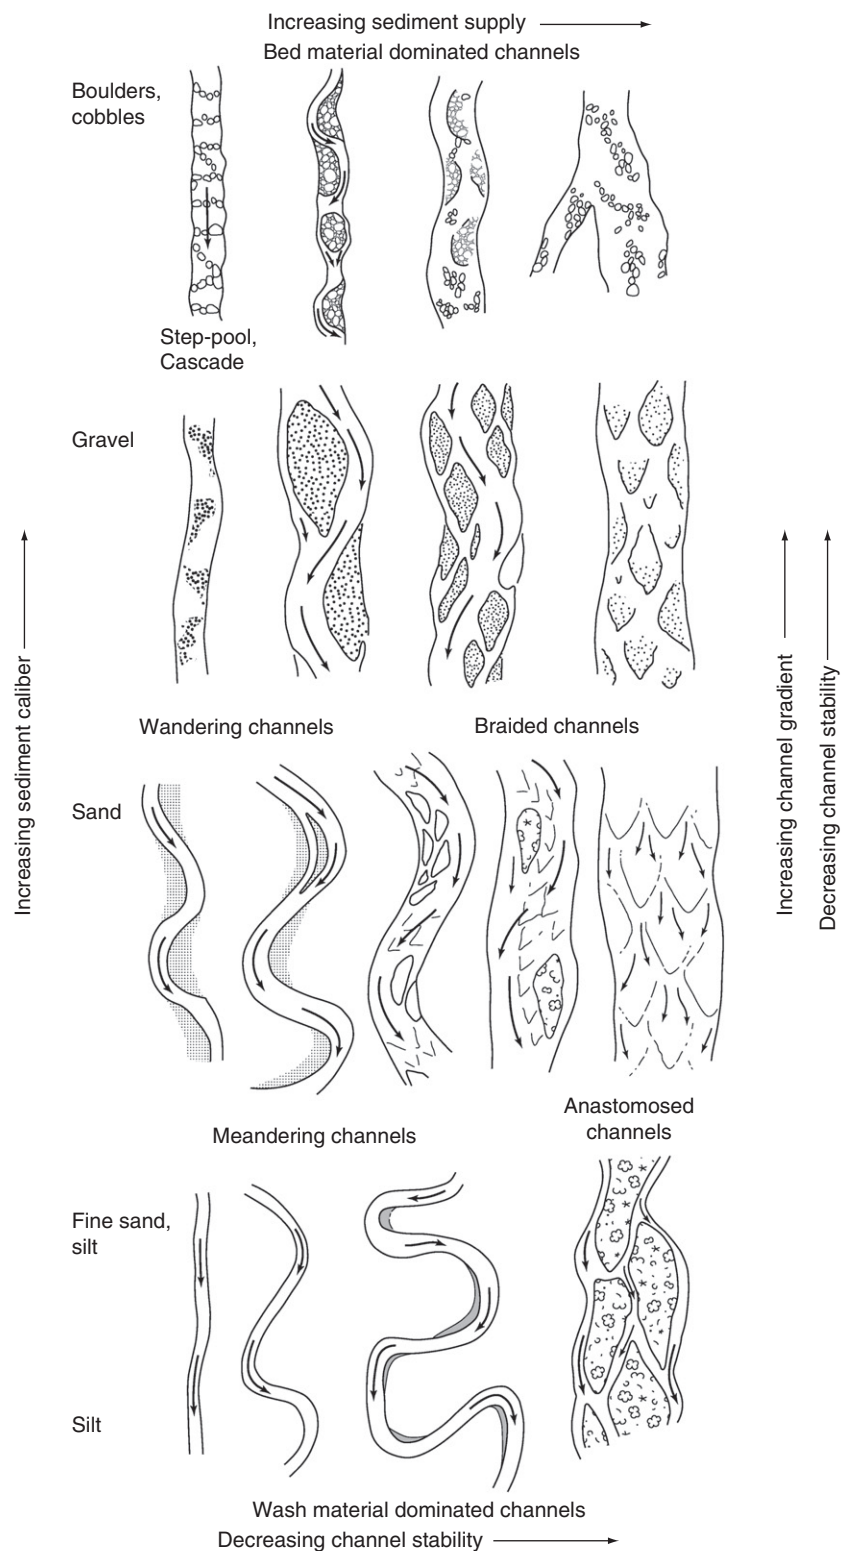 Increasing sediment supply
Bed material dominated channels
Boulders,
cobbles
Step-pool,
Cascade
Gravel
Increasing sediment caliber
Increasing channel gradient
Decreasing channel stability
Wandering channels
Braided channels
Sand
Anastomosed
channels
Meandering channels
Fine sand,
silt
Silt
Wash material dominated channels
Decreasing channel stability